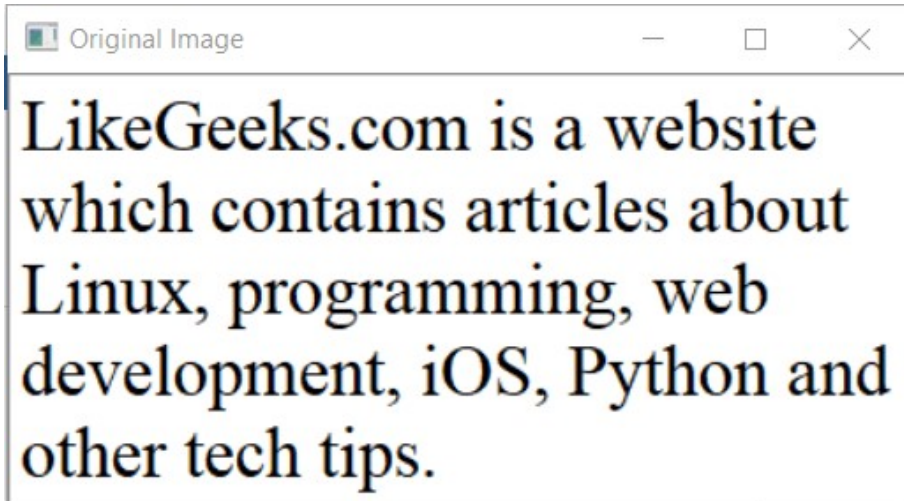 Original Image
LikeGeeks.com is a website
which contains articles about
Linux, programming, web
development, iOS, Python and
other tech tips.